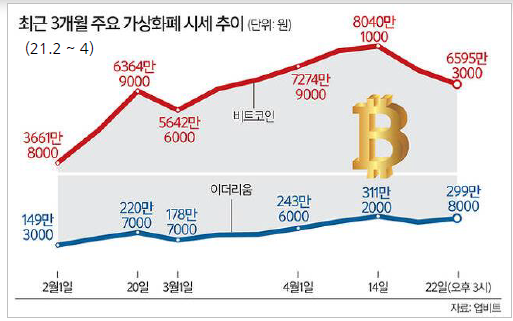 최근 3개월 주요 가상화폐 시세 추이 (단위: 원)
(21.2 ~ 4)
3661만
8000
6364만
9000
5642만
6000
비트코인
7274만
9000
8040만
1000
6595만
3000
149만
3000
220만
7000
178만
7000
이더리움
243만
6000
311만
2000
299만
8000
2월1일
20일
3월1일
4월1일
14일
22일(오후 3시)
자료: 업비트